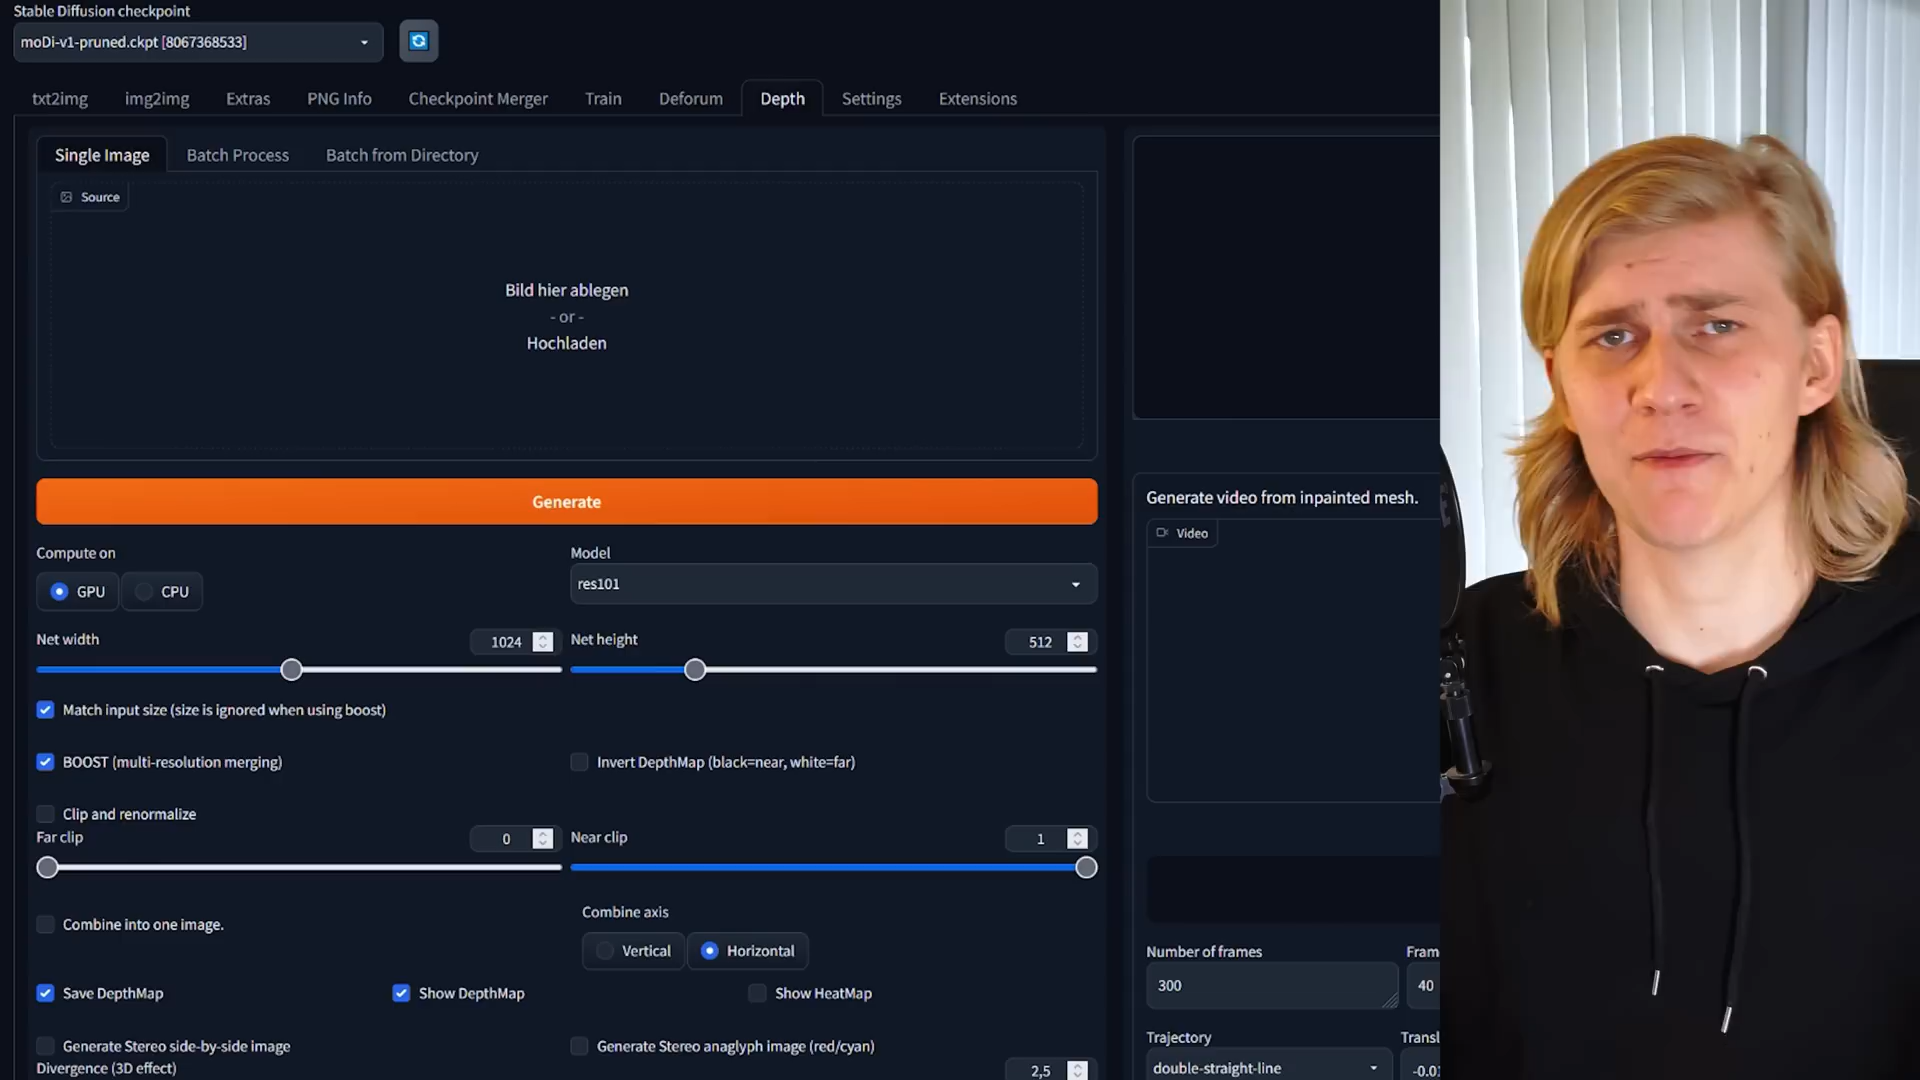 Stable Diffusion checkpoint
moDi-v1-pruned.ckpt [8067368533]
txt2img img2img Extras PNG Info Checkpoint Merger Train Deforum Depth Settings Extensions
Single Image Batch Process Batch from Directory
Source
Bild hier ablegen
- or -
Hochladen
Generate
Compute on
GPU CPU
Model
res101
Net width 1024
Net height 512
Match input size (size is ignored when using boost)
BOOST (multi-resolution merging)
Invert DepthMap (black=near, white=far)
Clip and renormalize
Far clip 0
Near clip 1
Combine into one image.
Combine axis
Vertical Horizontal
Save DepthMap
Show DepthMap
Show HeatMap
Generate Stereo side-by-side image
Generate Stereo anaglyph image (red/cyan)
Divergence (3D effect)
2,5
Generate video from inpainted mesh.
Video
Number of frames
300
Fram
40
Trajectory
double-straight-line
Transl
-0.01